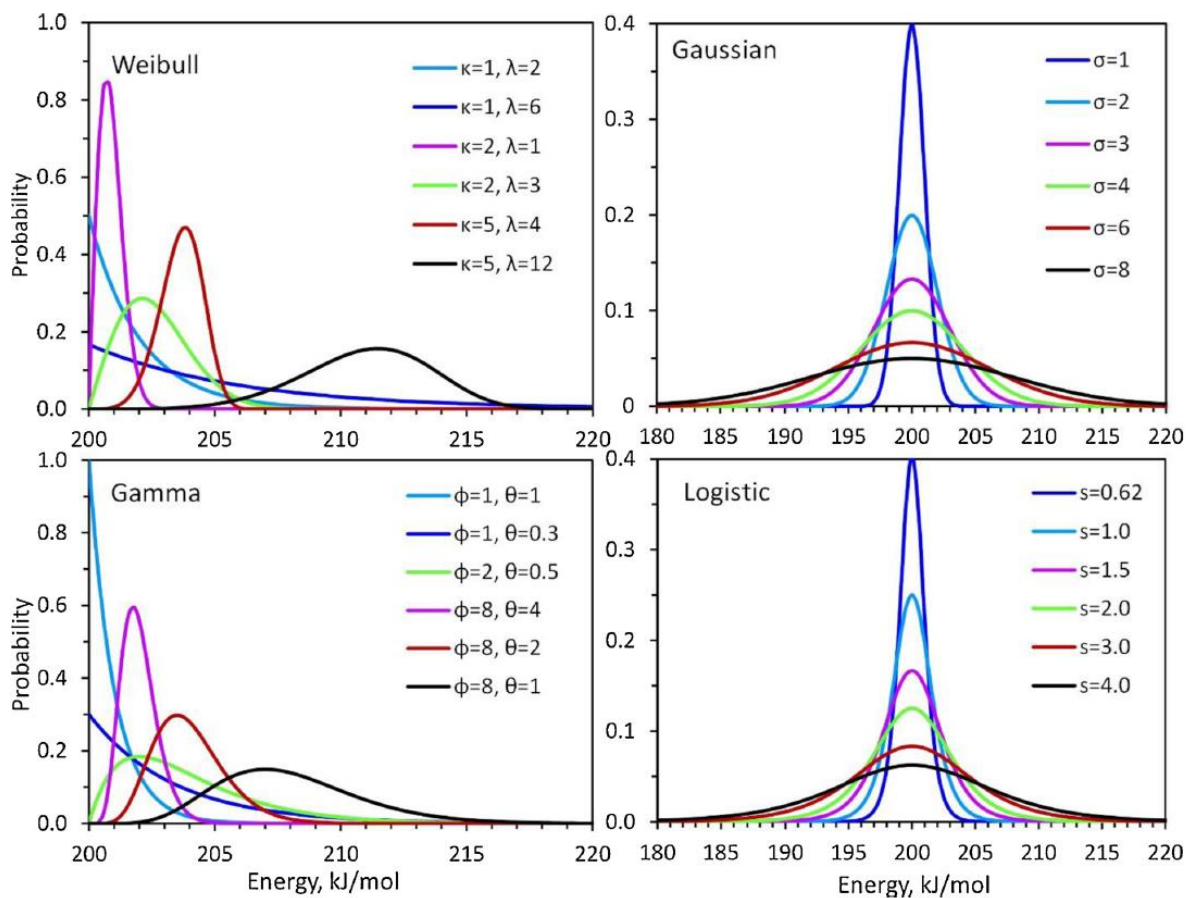 Weibull
κ=1, λ=2
κ=1, λ=6
κ=2, λ=1
κ=2, λ=3
κ=5, λ=4
κ=5, λ=12
Probability
1.0
0.8
0.6
0.4
0.2
0.0
200 205 210 215 220
Gaussian
σ=1
σ=2
σ=3
σ=4
σ=6
σ=8
0.4
0.3
0.2
0.1
0
180 185 190 195 200 205 210 215 220
Gamma
ϕ=1, θ=1
ϕ=1, θ=0.3
ϕ=2, θ=0.5
ϕ=8, θ=4
ϕ=8, θ=2
ϕ=8, θ=1
Probability
1.0
0.8
0.6
0.4
0.2
0.0
200 205 210 215 220
Energy, kJ/mol
Logistic
s=0.62
s=1.0
s=1.5
s=2.0
s=3.0
s=4.0
0.4
0.3
0.2
0.1
0.0
180 185 190 195 200 205 210 215 220
Energy, kJ/mol